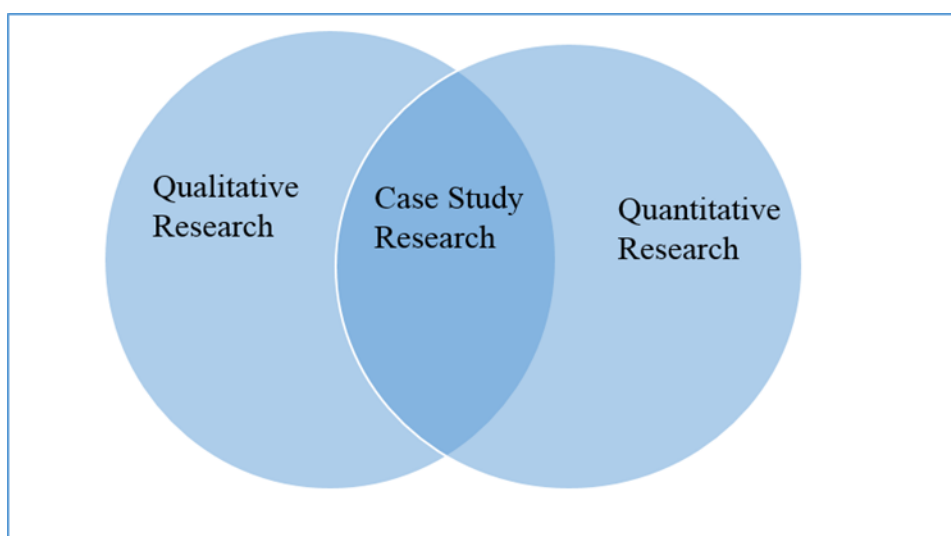 Qualitative
Research
Case Study
Research
Quantitative
Research